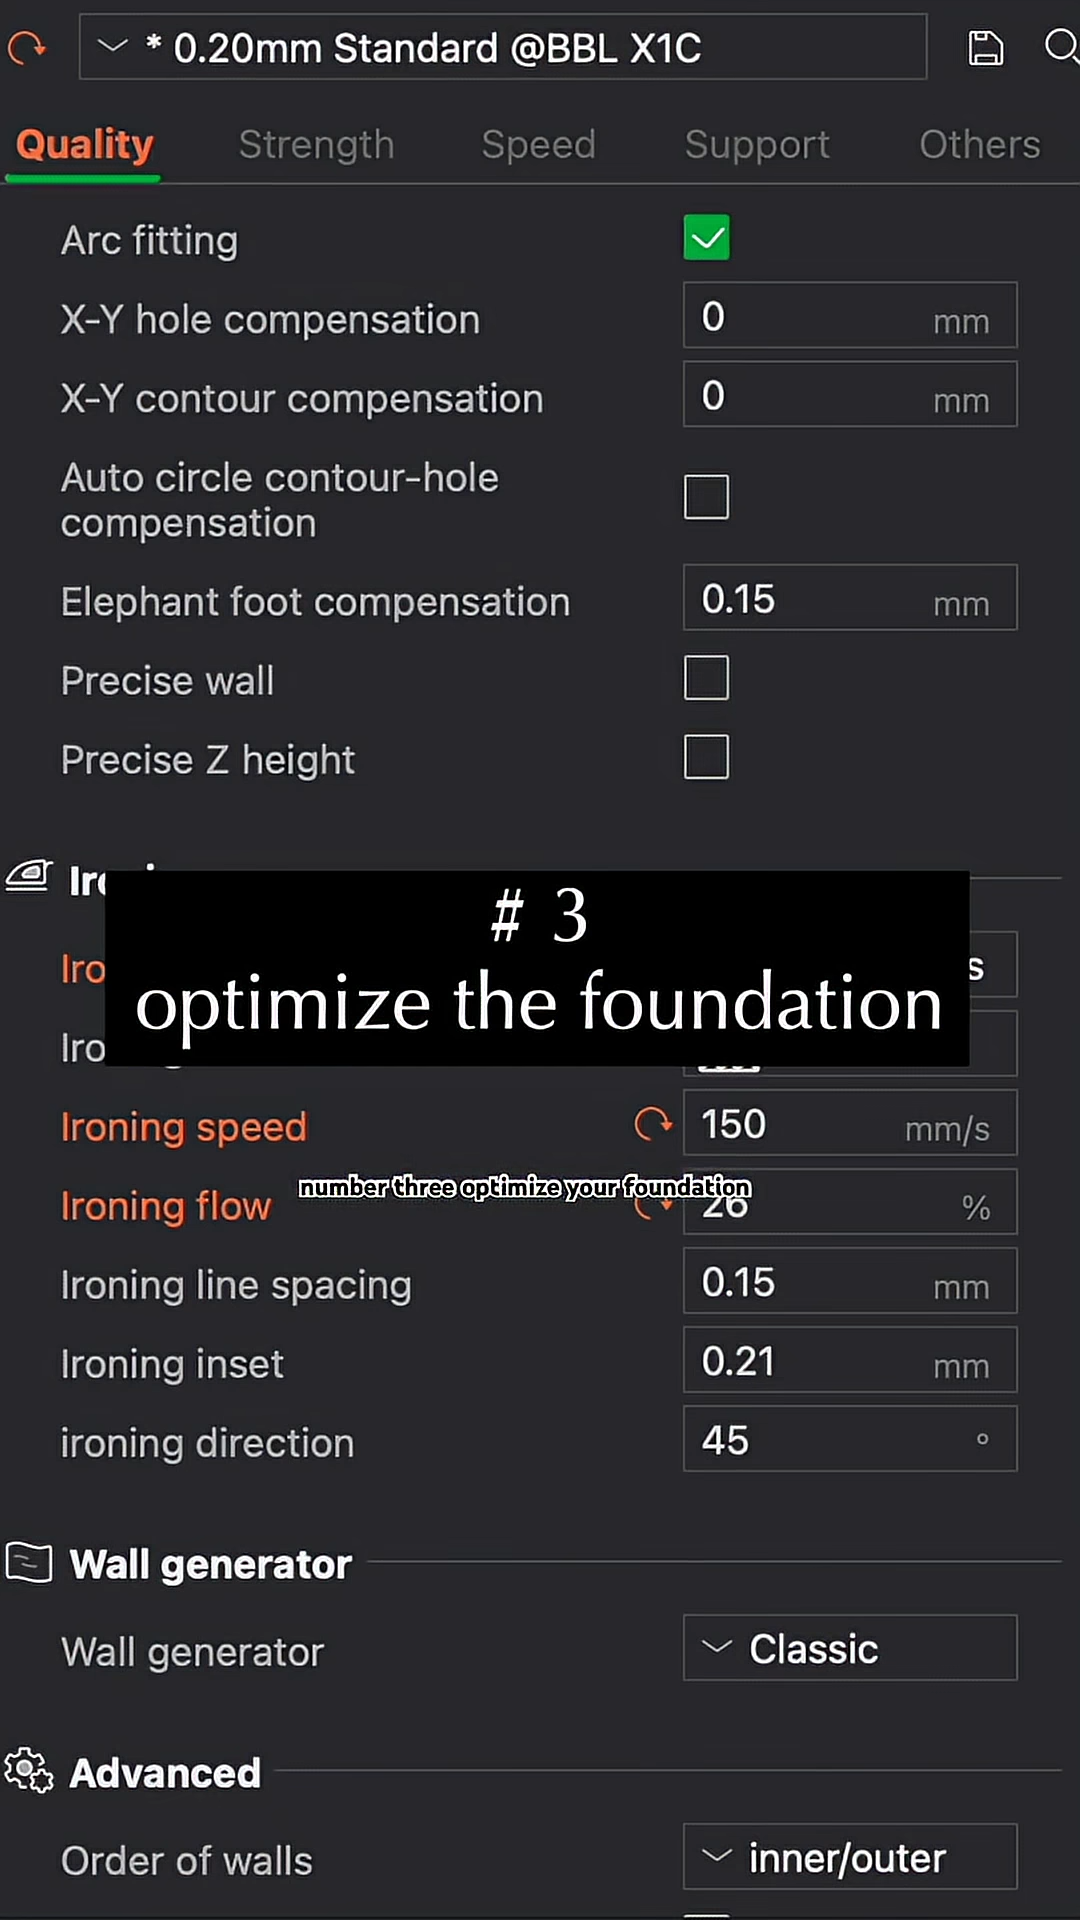 * 0.20mm Standard @BBL X1C
Quality Strength Speed Support Others
Arc fitting
X-Y hole compensation 0 mm
X-Y contour compensation 0 mm
Auto circle contour-hole
compensation
Elephant foot compensation 0.15 mm
Precise wall
Precise Z height
# 3
optimize the foundation
Ironing speed 150 mm/s
number three optimize your foundation
Ironing flow 26 %
Ironing line spacing 0.15 mm
Ironing inset 0.21 mm
ironing direction 45 °
Wall generator
Wall generator Classic
Advanced
Order of walls inner/outer